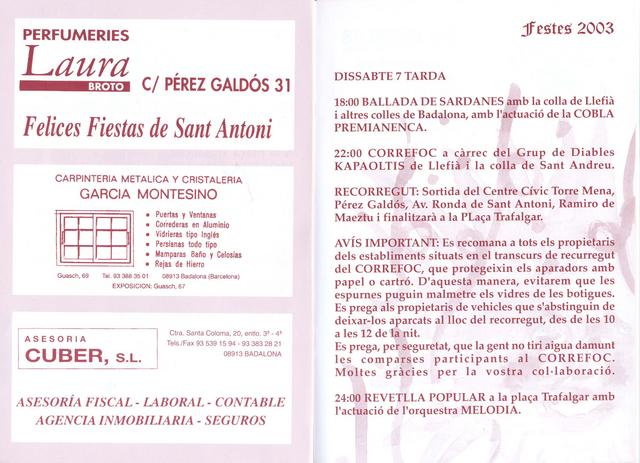 PERFUMERIES
Laura
BROTO
C/ PÉREZ GALDÓS 31
Felices Fiestas de Sant Antoni
CARPINTERIA METALICA Y CRISTALERIA
GARCIA MONTESINO
• Puertas y Ventanas
• Correderas en Aluminio
• Vidrieras tipo Inglés
• Persianas todo tipo
• Mamparas Baño y Celosias
• Rejas de Hierro
Guasch, 69 Tel. 93 388 35 01 08913 Badalona (Barcelona)
EXPOSICION: Guasch, 67
ASESORIA
CUBER, S.L.
Ctra. Santa Coloma, 20, entlo. 3ª - 4ª
Tels./Fax 93 539 15 94 - 93 383 28 21
08913 BADALONA
ASESORÍA FISCAL - LABORAL - CONTABLE
AGENCIA INMOBILIARIA - SEGUROS
Festes 2003
DISSABTE 7 TARDA
18:00 BALLADA DE SARDANES amb la colla de Llefià
i altres colles de Badalona, amb l'actuació de la COBLA
PREMIANENCA.
22:00 CORREFOC a càrrec del Grup de Diables
KAPAOLTIS de Llefià i la colla de Sant Andreu.
RECORREGUT: Sortida del Centre Cívic Torre Mena,
Pérez Galdós, Av. Ronda de Sant Antoni, Ramiro de
Maeztu i finalitzarà a la PLaça Trafalgar.
AVÍS IMPORTANT: Es recomana a tots els propietaris
dels establiments situats en el transcurs de recurregut
del CORREFOC, que protegeixin els aparadors amb
papel o cartró. D'aquesta manera, evitarem que les
espurnes puguin malmetre els vidres de les botigues.
Es prega als propietaris de vehicles que s'abstinguin de
deixar-los aparcats al lloc del recorregut, des de les 10
a les 12 de la nit.
Es prega, per seguretat, que la gent no tiri aigua damunt
les comparses participants al CORREFOC.
Moltes gràcies per la vostra col·laboració.
24:00 REVETLLA POPULAR a la plaça Trafalgar amb
l'actuació de l'orquestra MELODIA.